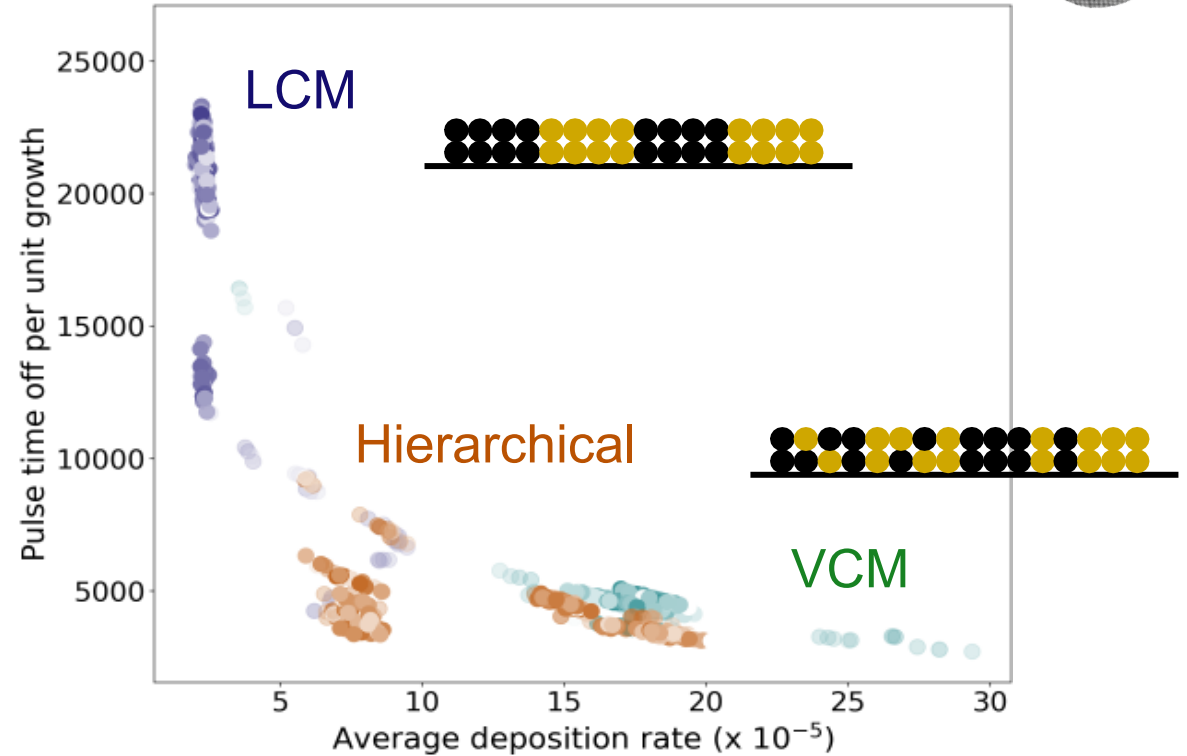 LCM
Hierarchical
VCM
Pulse time off per unit growth
25000
20000
15000
10000
5000
5 10 15 20 25 30
Average deposition rate (x 10⁻⁵)